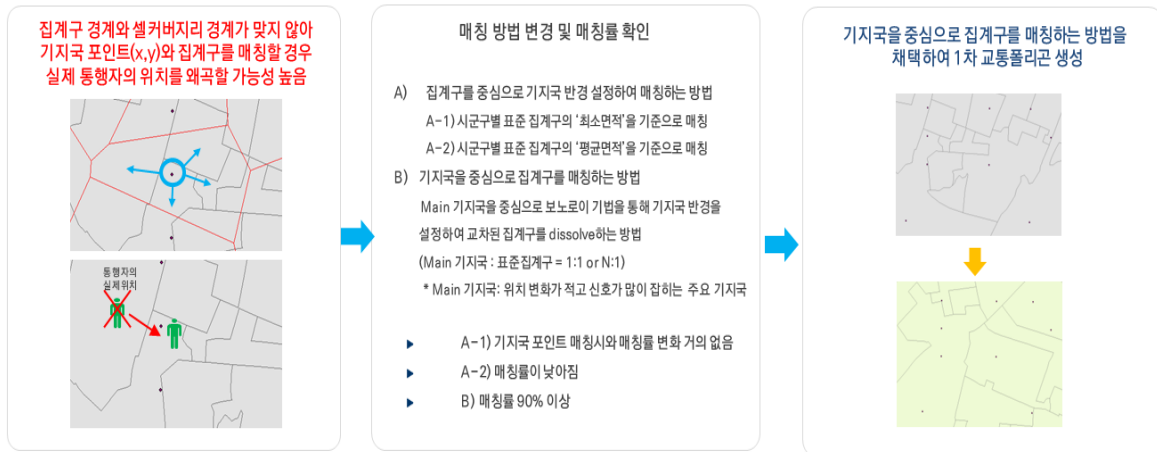 집계구 경계와 셀커버지리 경계가 맞지 않아
기지국 포인트(x,y)와 집계구를 매칭할 경우
실제 통행자의 위치를 왜곡할 가능성 높음
통행자의
실제위치
매칭 방법 변경 및 매칭률 확인
A) 집계구를 중심으로 기지국 반경 설정하여 매칭하는 방법
A-1) 시군구별 표준 집계구의 ‘최소면적’을 기준으로 매칭
A-2) 시군구별 표준 집계구의 ‘평균면적’을 기준으로 매칭
B) 기지국을 중심으로 집계구를 매칭하는 방법
Main 기지국을 중심으로 보노로이 기법을 통해 기지국 반경을
설정하여 교차된 집계구를 dissolve하는 방법
(Main 기지국 : 표준집계구 = 1:1 or N:1)
* Main 기지국: 위치 변화가 적고 신호가 많이 잡히는 주요 기지국
A-1) 기지국 포인트 매칭시와 매칭률 변화 거의 없음
A-2) 매칭률이 낮아짐
B) 매칭률 90% 이상
기지국을 중심으로 집계구를 매칭하는 방법을
채택하여 1차 교통폴리곤 생성